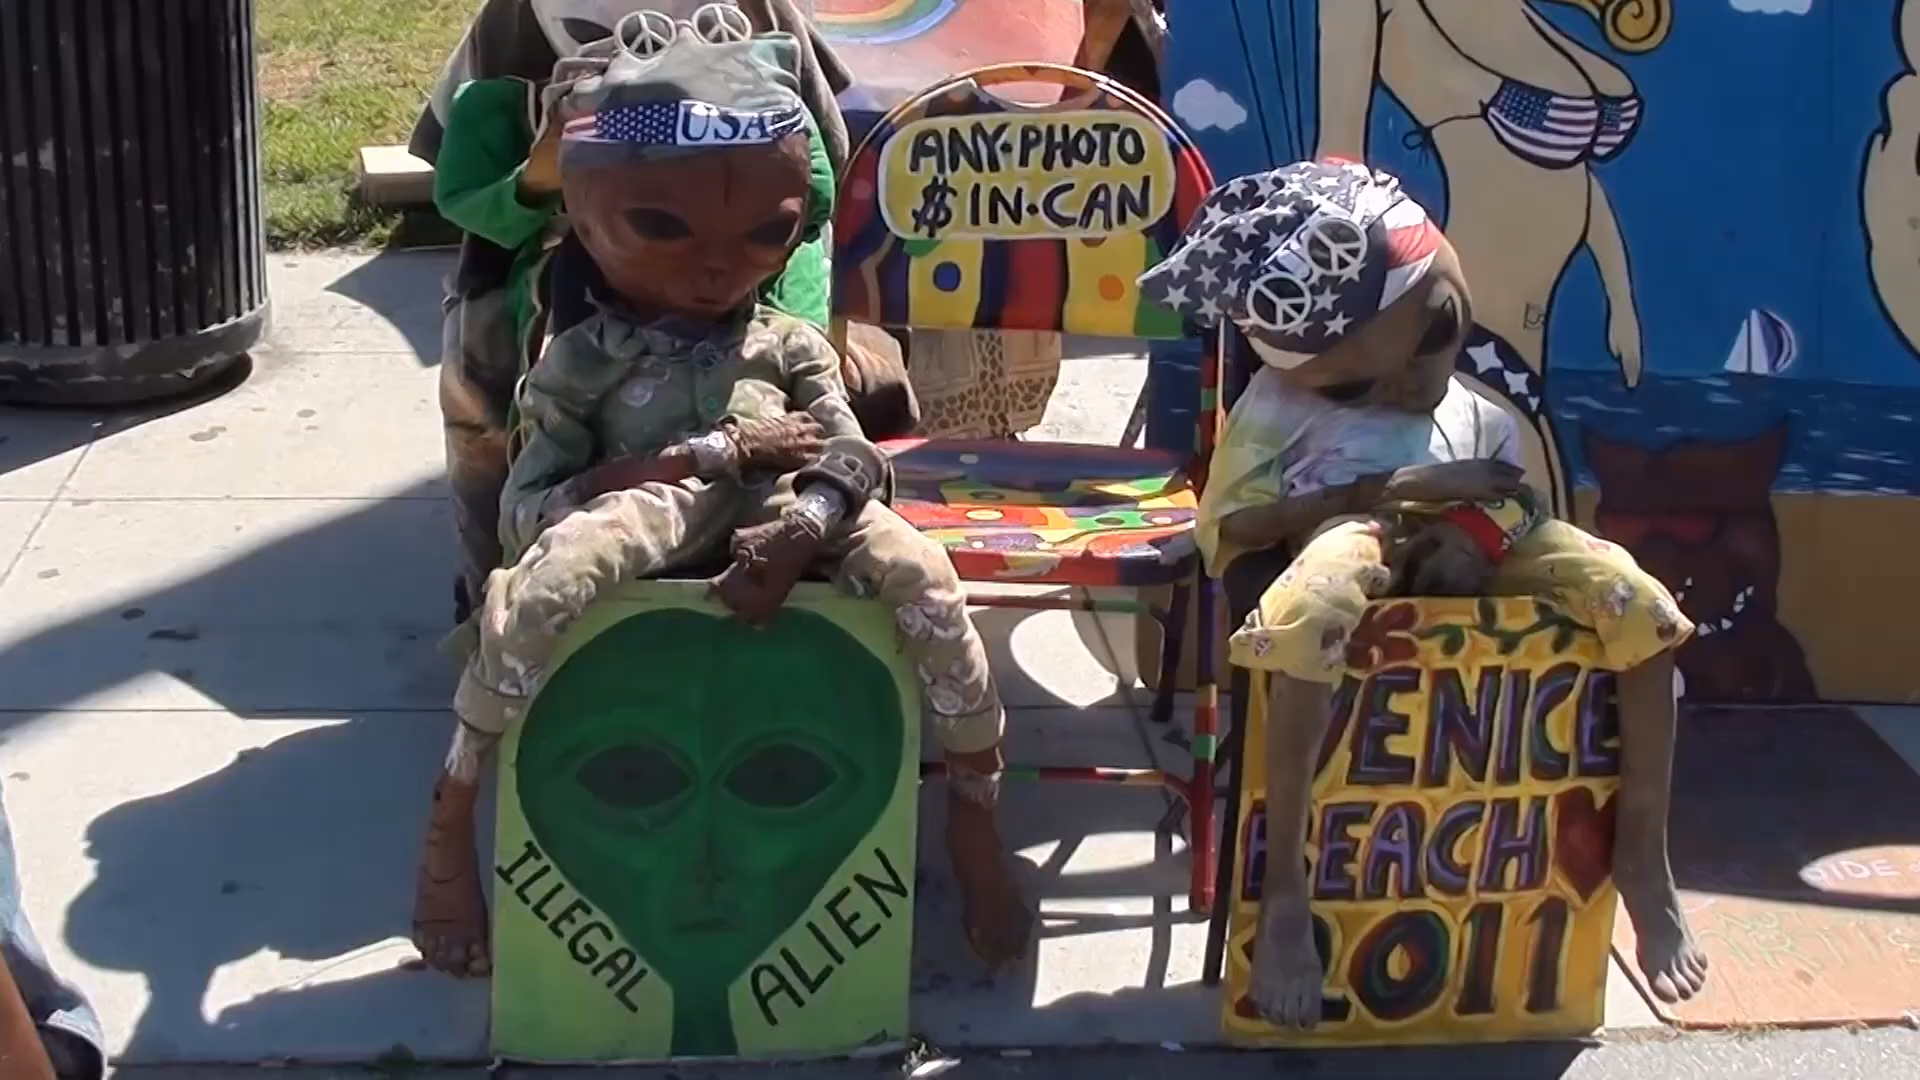 USA
ANY·PHOTO
$ IN·CAN
ILLEGAL
ALIEN
VENICE
BEACH
2011